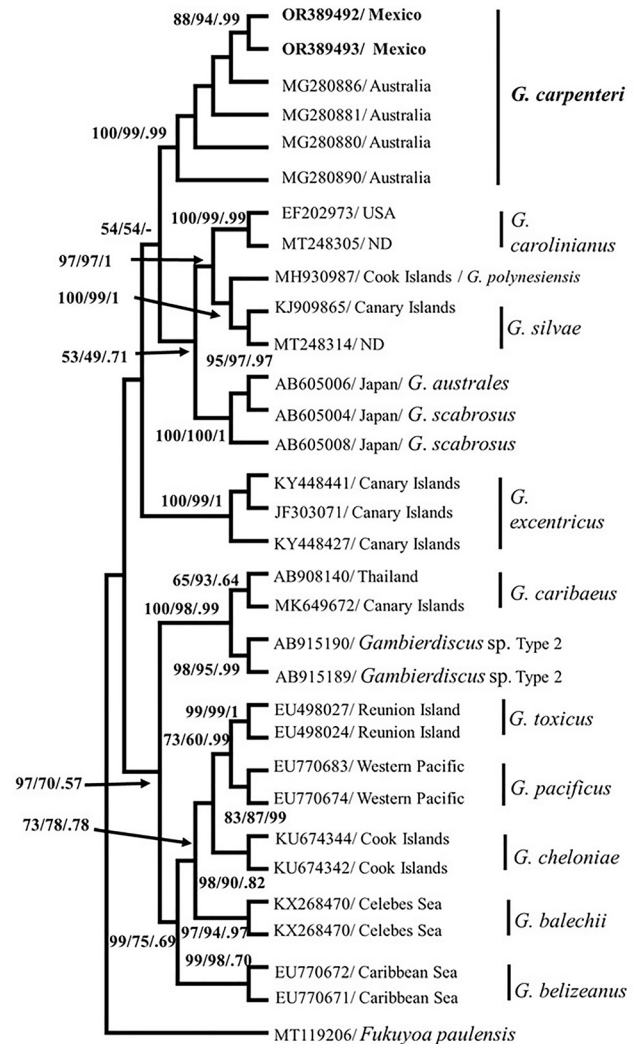 88/94/.99
OR389492/ Mexico
OR389493/ Mexico
MG280886/ Australia
G. carpenteri
MG280881/ Australia
100/99/.99
MG280880/ Australia
MG280890/ Australia
100/99/.99
EF202973/ USA
G.
carolinianus
54/54/-
MT248305/ ND
97/97/1
MH930987/ Cook Islands / G. polynesiensis
100/99/1
KJ909865/ Canary Islands
G. silvae
MT248314/ ND
53/49/.71
95/97/.97
AB605006/ Japan/ G. australes
AB605004/ Japan/ G. scabrosus
100/100/1
AB605008/ Japan/ G. scabrosus
KY448441/ Canary Islands
G.
excentricus
100/99/1
JF303071/ Canary Islands
KY448427/ Canary Islands
65/93/.64
AB908140/ Thailand
G. caribaeus
100/98/.99
MK649672/ Canary Islands
AB915190/ Gambierdiscus sp. Type 2
98/95/.99
AB915189/ Gambierdiscus sp. Type 2
99/99/1
EU498027/ Reunion Island
G. toxicus
73/60/.99
EU498024/ Reunion Island
EU770683/ Western Pacific
G. pacificus
97/70/.57
EU770674/ Western Pacific
83/87/99
73/78/.78
KU674344/ Cook Islands
G. cheloniae
KU674342/ Cook Islands
98/90/.82
KX268470/ Celebes Sea
G. balechii
97/94/.97
KX268470/ Celebes Sea
99/75/.69
99/98/.70
EU770672/ Caribbean Sea
G. belizeanus
EU770671/ Caribbean Sea
MT119206/ Fukuyoa paulensis